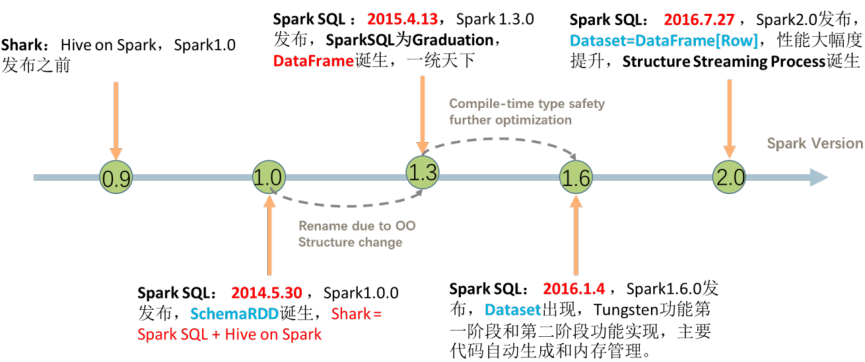 Shark：Hive on Spark，Spark1.0
发布之前
Spark SQL： 2015.4.13，Spark 1.3.0
发布，SparkSQL为Graduation，
DataFrame诞生，一统天下
Spark SQL： 2016.7.27 ，Spark2.0发布，
Dataset=DataFrame[Row]，性能大幅度
提升，Structure Streaming Process诞生
Compile-time type safety
further optimization
Spark Version
0.9
1.0
1.3
1.6
2.0
Rename due to OO
Structure change
Spark SQL： 2014.5.30 ，Spark1.0.0
发布，SchemaRDD诞生，Shark =
Spark SQL + Hive on Spark
Spark SQL： 2016.1.4 ，Spark1.6.0发
布，Dataset出现，Tungsten功能第
一阶段和第二阶段功能实现，主要
代码自动生成和内存管理。